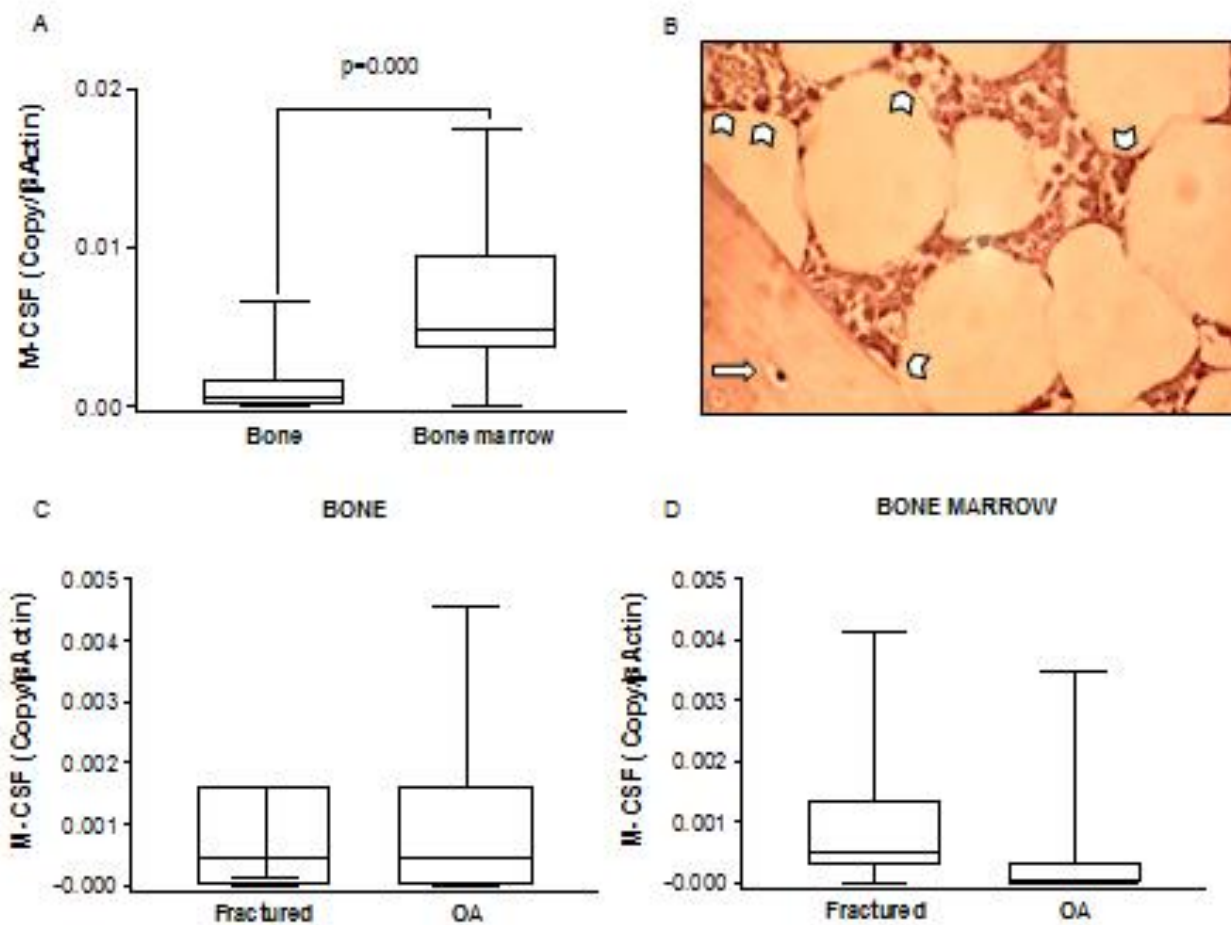 A
p=0.000
M-CSF (Copy/βActin)
0.02
0.01
0.00
Bone
Bone marrow
B
C
BONE
M-CSF (Copy/βActin)
0.005
0.004
0.003
0.002
0.001
-0.000
Fractured
OA
D
BONE MARROW
M-CSF (Copy/βActin)
0.005
0.004
0.003
0.002
0.001
-0.000
Fractured
OA